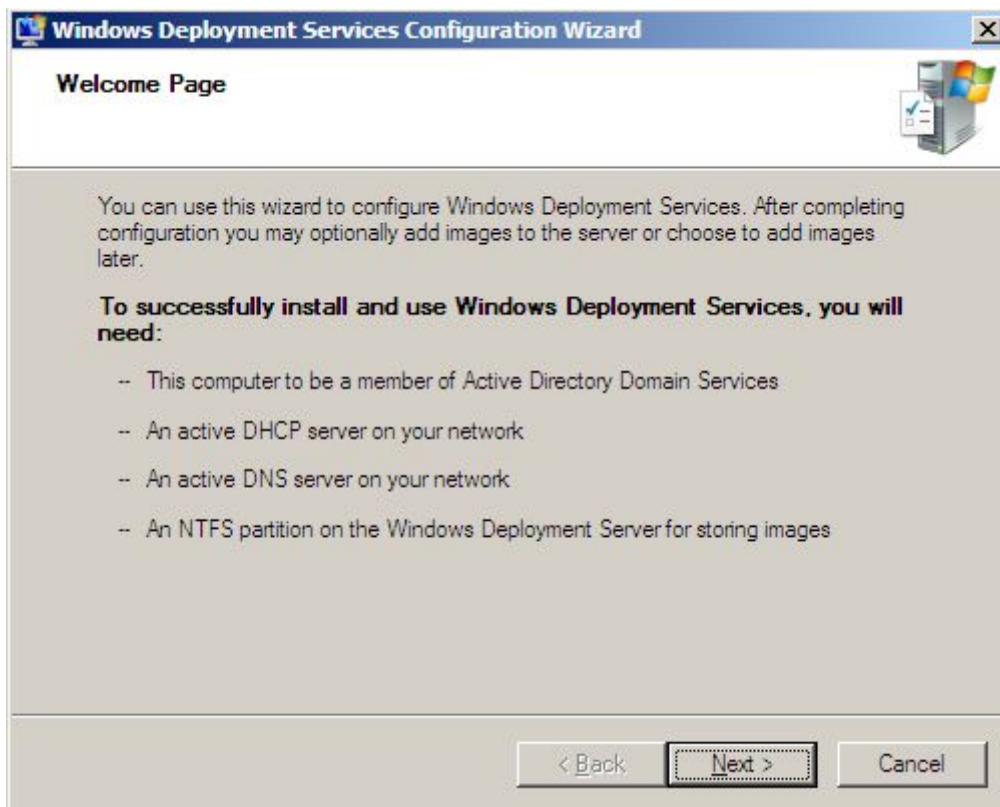 Windows Deployment Services Configuration Wizard
Welcome Page
You can use this wizard to configure Windows Deployment Services. After completing
configuration you may optionally add images to the server or choose to add images
later.
To successfully install and use Windows Deployment Services, you will
need:
-- This computer to be a member of Active Directory Domain Services
-- An active DHCP server on your network
-- An active DNS server on your network
-- An NTFS partition on the Windows Deployment Server for storing images
< Back
Next >
Cancel